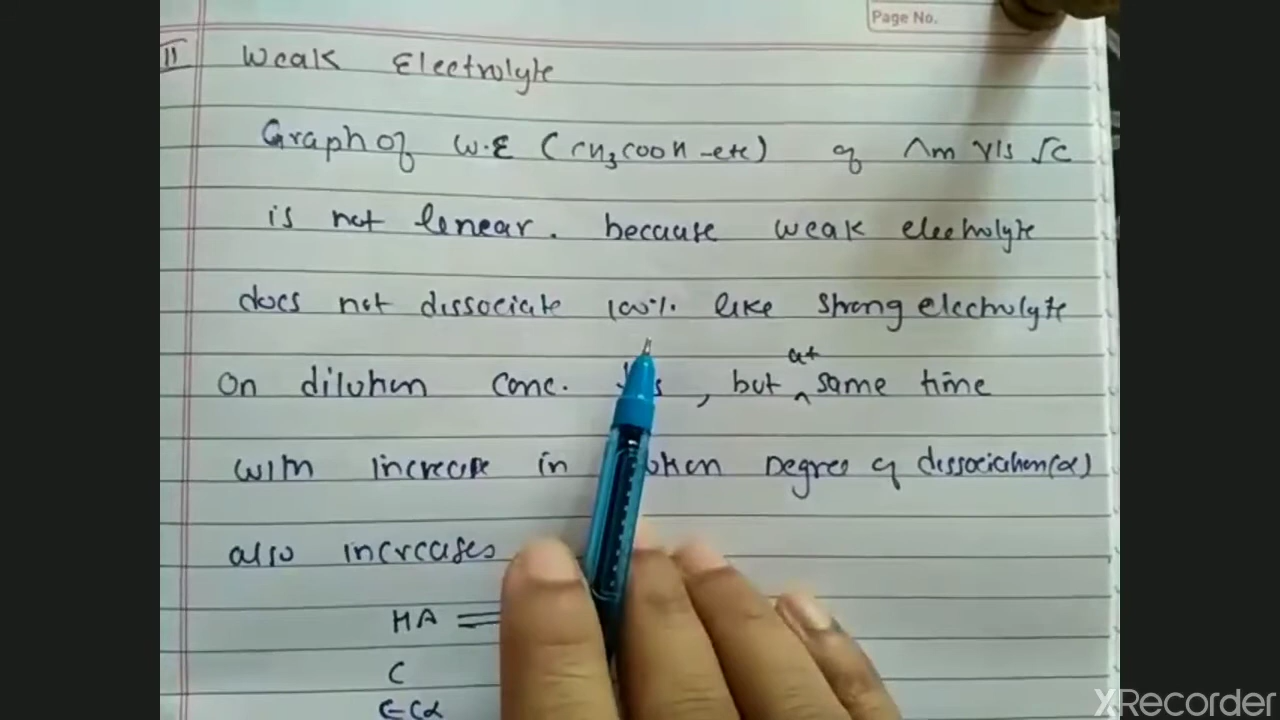 Page No.
II Weak Electrolyte
Graph of W.E (CH3COOH -etc) of Λm v/s √C
is not linear. because weak electrolyte
does not dissociate 100% like strong electrolyte
On dilution conc. ↓s, but at same time
with increase in Degree of dissociation(α)
also increases
HA ⇌
C
C-Cα
XRecorder